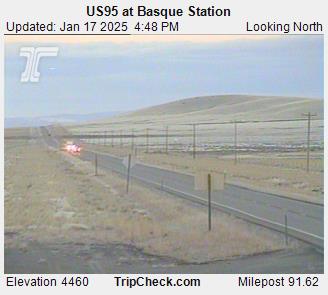 US95 at Basque Station
Updated: Jan 17 2025 4:48 PM Looking North
Elevation 4460 TripCheck.com Milepost 91.62